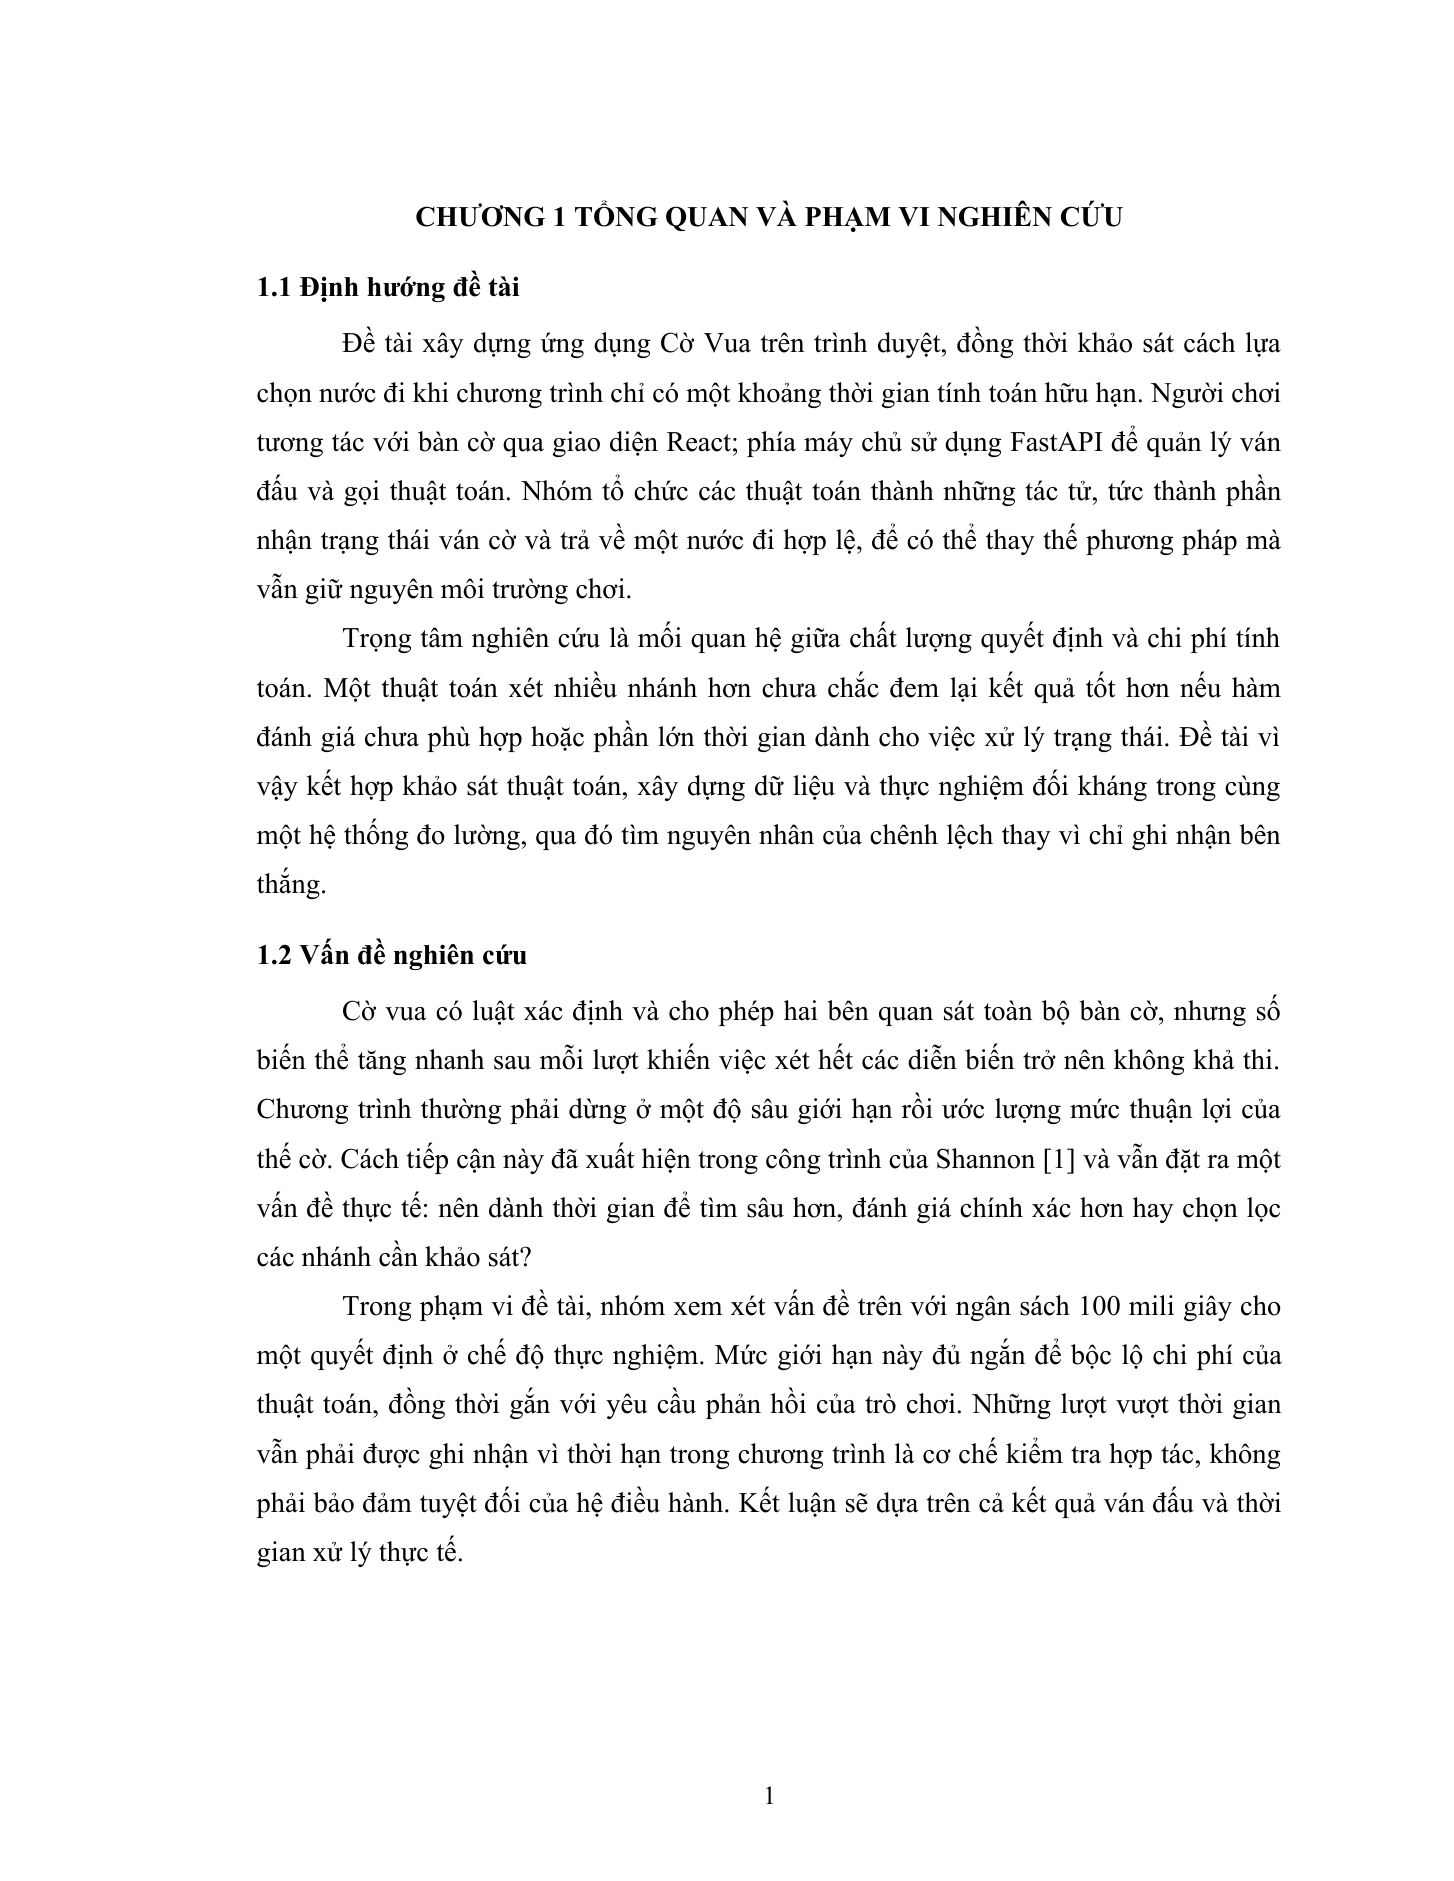 CHƯƠNG 1 TỔNG QUAN VÀ PHẠM VI NGHIÊN CỨU
1.1 Định hướng đề tài
Đề tài xây dựng ứng dụng Cờ Vua trên trình duyệt, đồng thời khảo sát cách lựa
chọn nước đi khi chương trình chỉ có một khoảng thời gian tính toán hữu hạn. Người chơi
tương tác với bàn cờ qua giao diện React; phía máy chủ sử dụng FastAPI để quản lý ván
đấu và gọi thuật toán. Nhóm tổ chức các thuật toán thành những tác tử, tức thành phần
nhận trạng thái ván cờ và trả về một nước đi hợp lệ, để có thể thay thế phương pháp mà
vẫn giữ nguyên môi trường chơi.
Trọng tâm nghiên cứu là mối quan hệ giữa chất lượng quyết định và chi phí tính
toán. Một thuật toán xét nhiều nhánh hơn chưa chắc đem lại kết quả tốt hơn nếu hàm
đánh giá chưa phù hợp hoặc phần lớn thời gian dành cho việc xử lý trạng thái. Đề tài vì
vậy kết hợp khảo sát thuật toán, xây dựng dữ liệu và thực nghiệm đối kháng trong cùng
một hệ thống đo lường, qua đó tìm nguyên nhân của chênh lệch thay vì chỉ ghi nhận bên
thắng.
1.2 Vấn đề nghiên cứu
Cờ vua có luật xác định và cho phép hai bên quan sát toàn bộ bàn cờ, nhưng số
biến thể tăng nhanh sau mỗi lượt khiến việc xét hết các diễn biến trở nên không khả thi.
Chương trình thường phải dừng ở một độ sâu giới hạn rồi ước lượng mức thuận lợi của
thế cờ. Cách tiếp cận này đã xuất hiện trong công trình của Shannon [1] và vẫn đặt ra một
vấn đề thực tế: nên dành thời gian để tìm sâu hơn, đánh giá chính xác hơn hay chọn lọc
các nhánh cần khảo sát?
Trong phạm vi đề tài, nhóm xem xét vấn đề trên với ngân sách 100 mili giây cho
một quyết định ở chế độ thực nghiệm. Mức giới hạn này đủ ngắn để bộc lộ chi phí của
thuật toán, đồng thời gắn với yêu cầu phản hồi của trò chơi. Những lượt vượt thời gian
vẫn phải được ghi nhận vì thời hạn trong chương trình là cơ chế kiểm tra hợp tác, không
phải bảo đảm tuyệt đối của hệ điều hành. Kết luận sẽ dựa trên cả kết quả ván đấu và thời
gian xử lý thực tế.
1